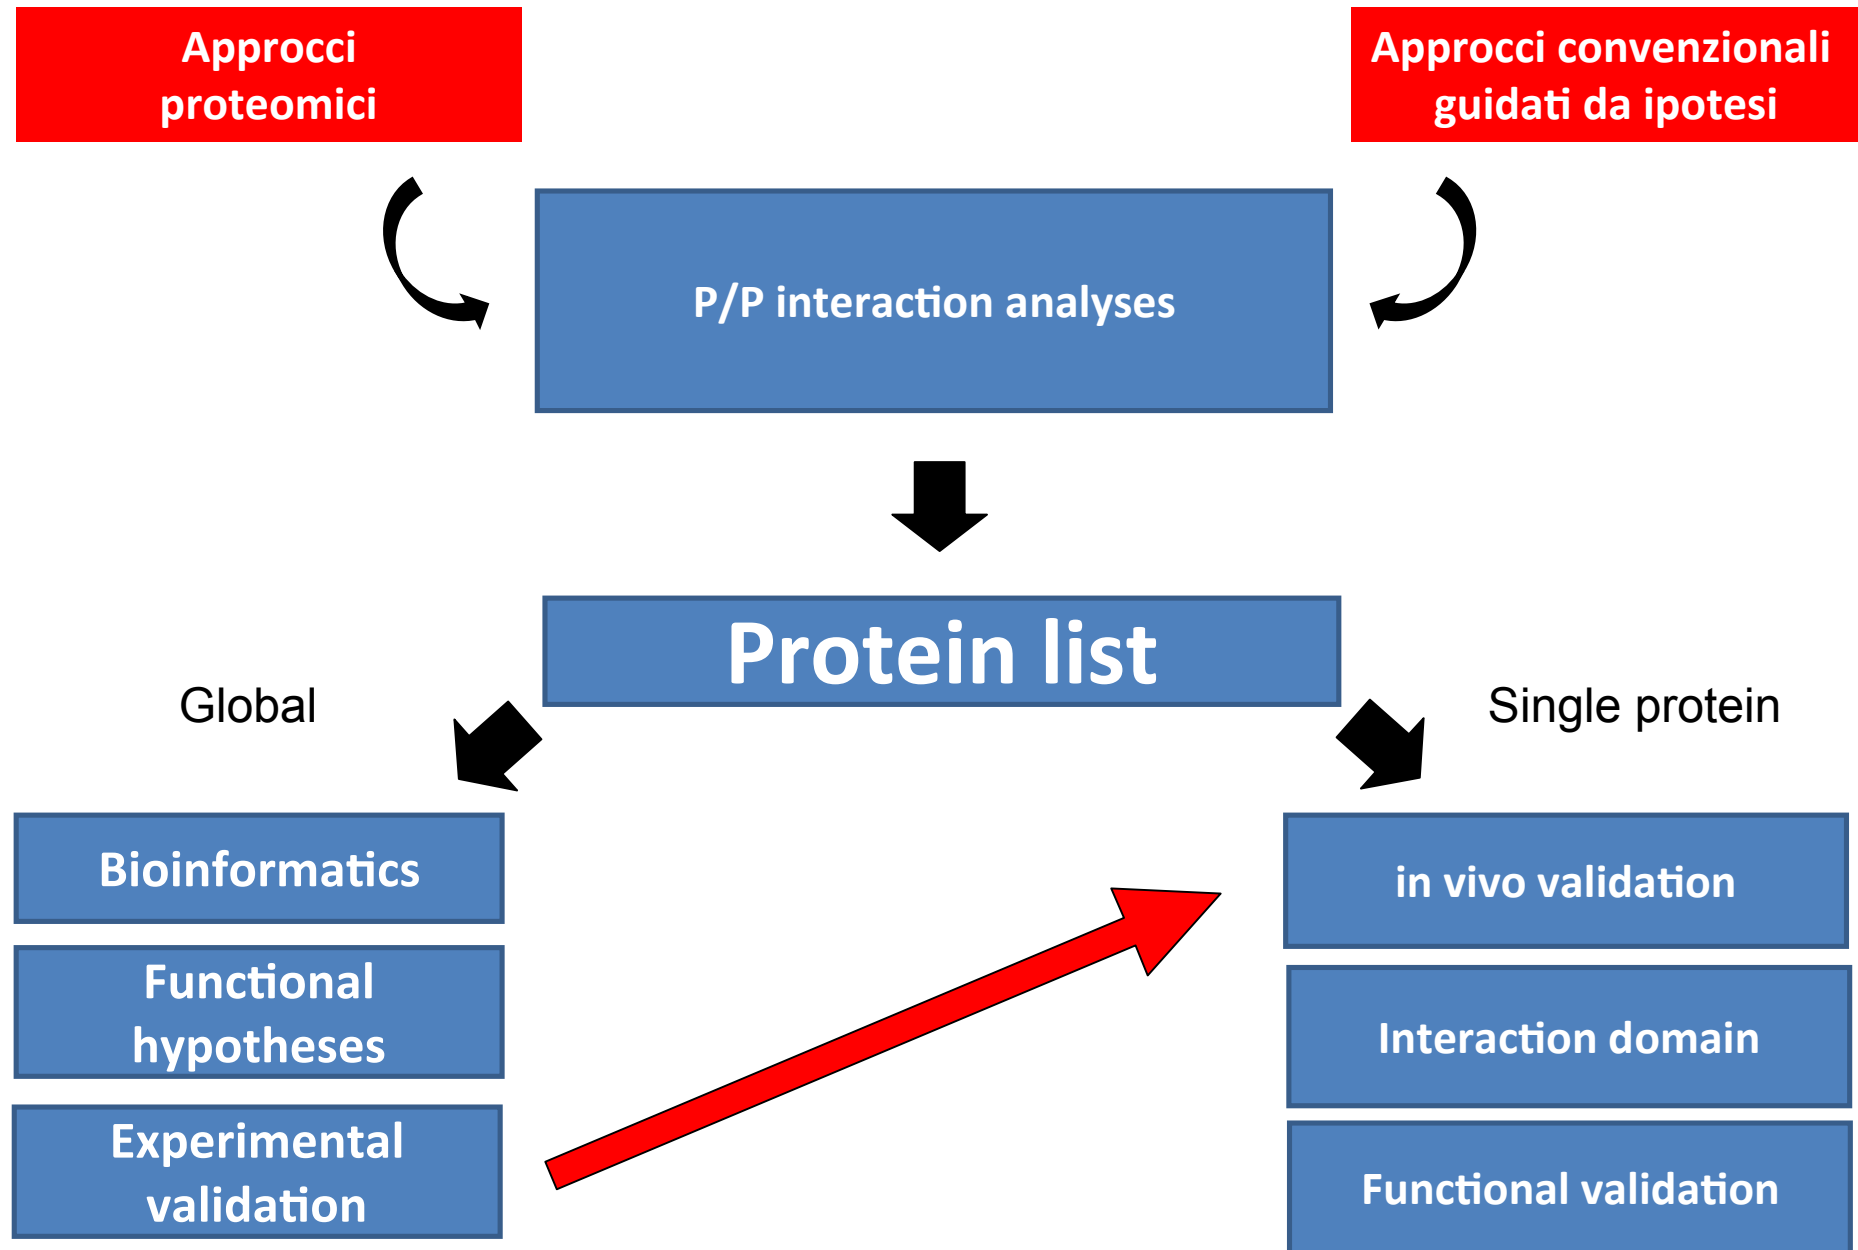 Approcci
proteomici
Approcci convenzionali
guidati da ipotesi
P/P interaction analyses
Protein list
Global
Single protein
Bioinformatics
Functional
hypotheses
Experimental
validation
in vivo validation
Interaction domain
Functional validation